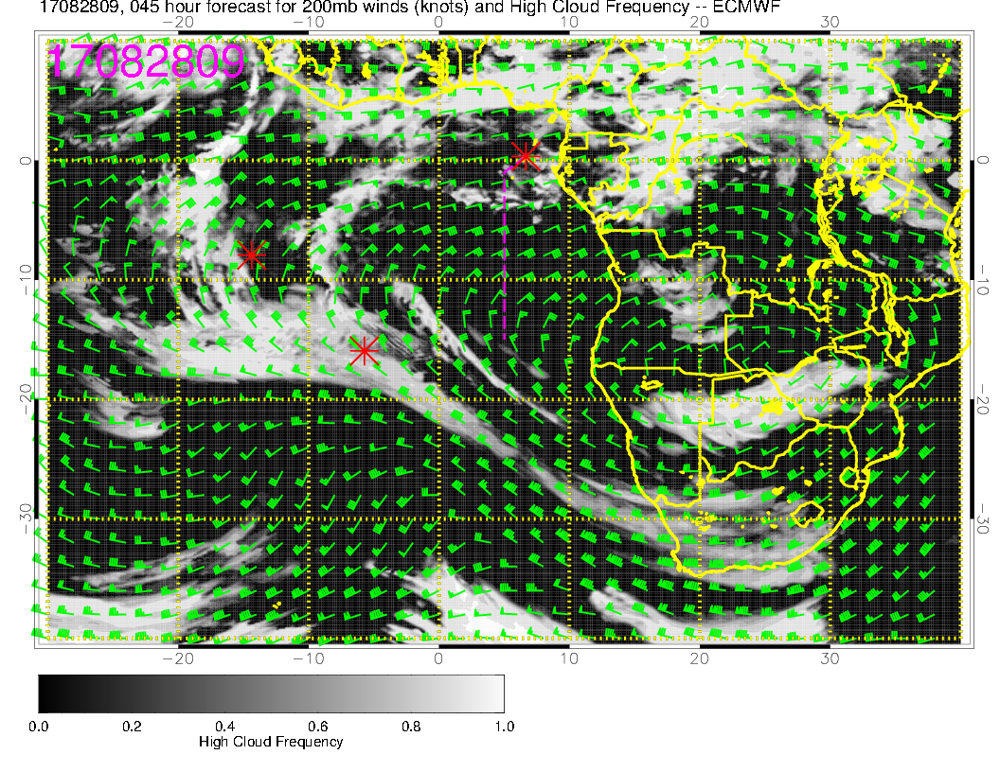 17082809, 045 hour forecast for 200mb winds (knots) and High Cloud Frequency -- ECMWF
−20 −10 0 10 20 30
17082809
0 0
−10 −10
−20 −20
−30 −30
−20 −10 0 10 20 30
0.0 0.2 0.4 0.6 0.8 1.0
High Cloud Frequency